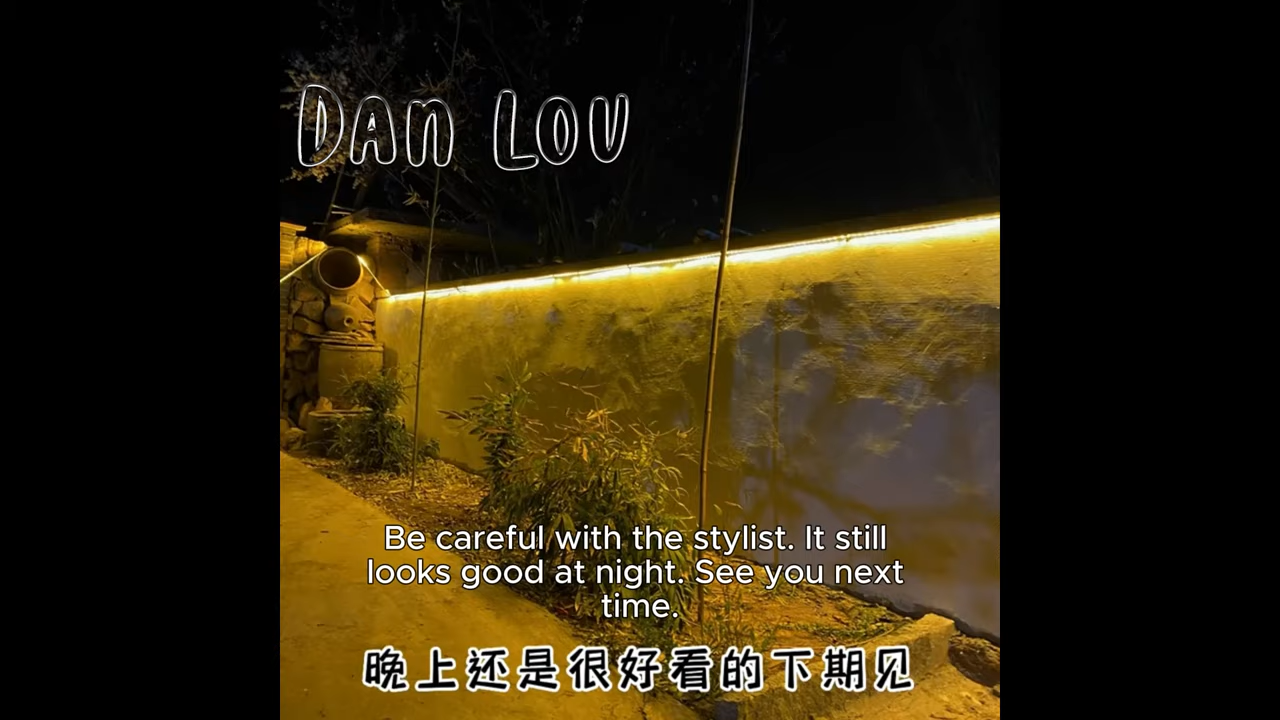 Dan Lou
Be careful with the stylist. It still
looks good at night. See you next
time.
晚上还是很好看的下期见